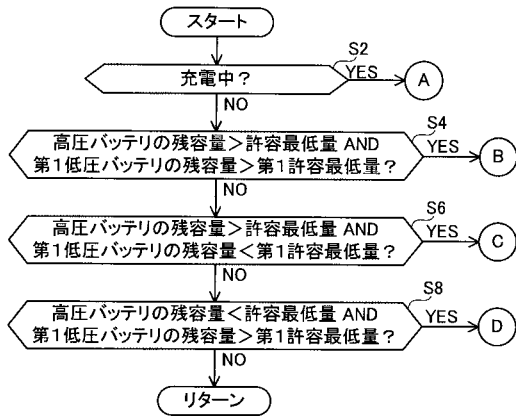 スタート
S2
充電中？
YES
A
NO
S4
高圧バッテリの残容量＞許容最低量 AND
第１低圧バッテリの残容量＞第１許容最低量？
YES
B
NO
S6
高圧バッテリの残容量＞許容最低量 AND
第１低圧バッテリの残容量＜第１許容最低量？
YES
C
NO
S8
高圧バッテリの残容量＜許容最低量 AND
第１低圧バッテリの残容量＞第１許容最低量？
YES
D
NO
リターン